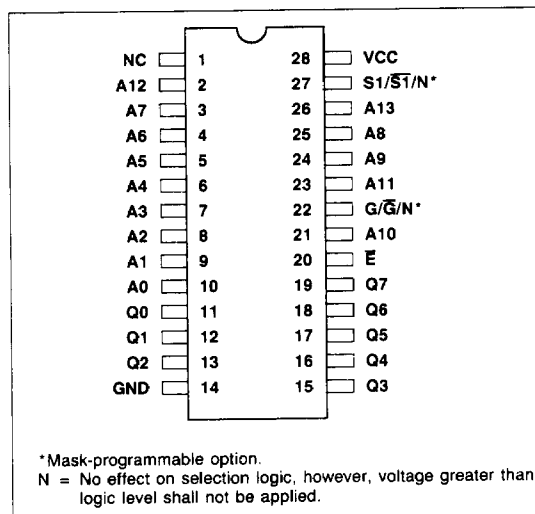 NC 1 28 VCC
A12 2 27 S1/S̅1̅/N*
A7 3 26 A13
A6 4 25 A8
A5 5 24 A9
A4 6 23 A11
A3 7 22 G/G̅/N*
A2 8 21 A10
A1 9 20 E̅
A0 10 19 Q7
Q0 11 18 Q6
Q1 12 17 Q5
Q2 13 16 Q4
GND 14 15 Q3
*Mask-programmable option.
N = No effect on selection logic, however, voltage greater than
logic level shall not be applied.